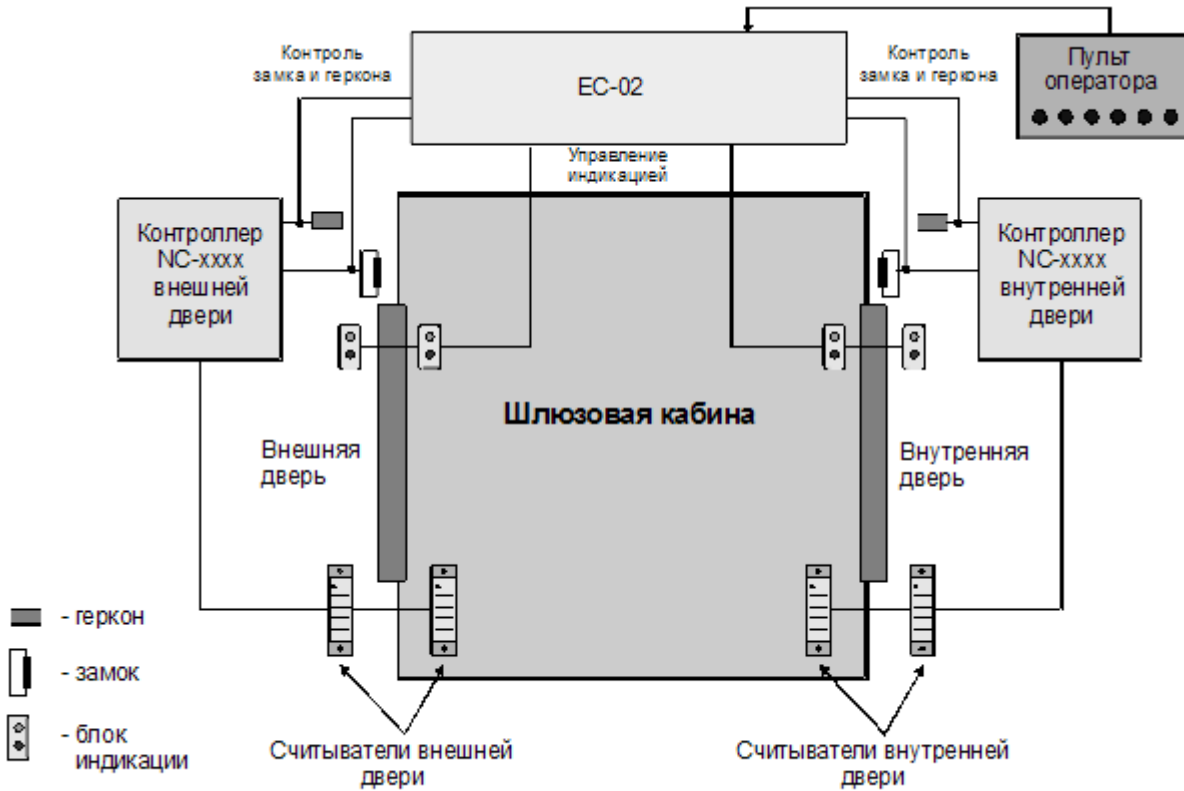 Контроль
замка и геркона
EC-02
Контроль
замка и геркона
Пульт
оператора
Управление
индикацией
Контроллер
NC-xxxx
внешней
двери
Контроллер
NC-xxxx
внутренней
двери
Шлюзовая кабина
Внешняя
дверь
Внутренняя
дверь
- геркон
- замок
- блок
индикации
Считыватели внешней
двери
Считыватели внутренней
двери